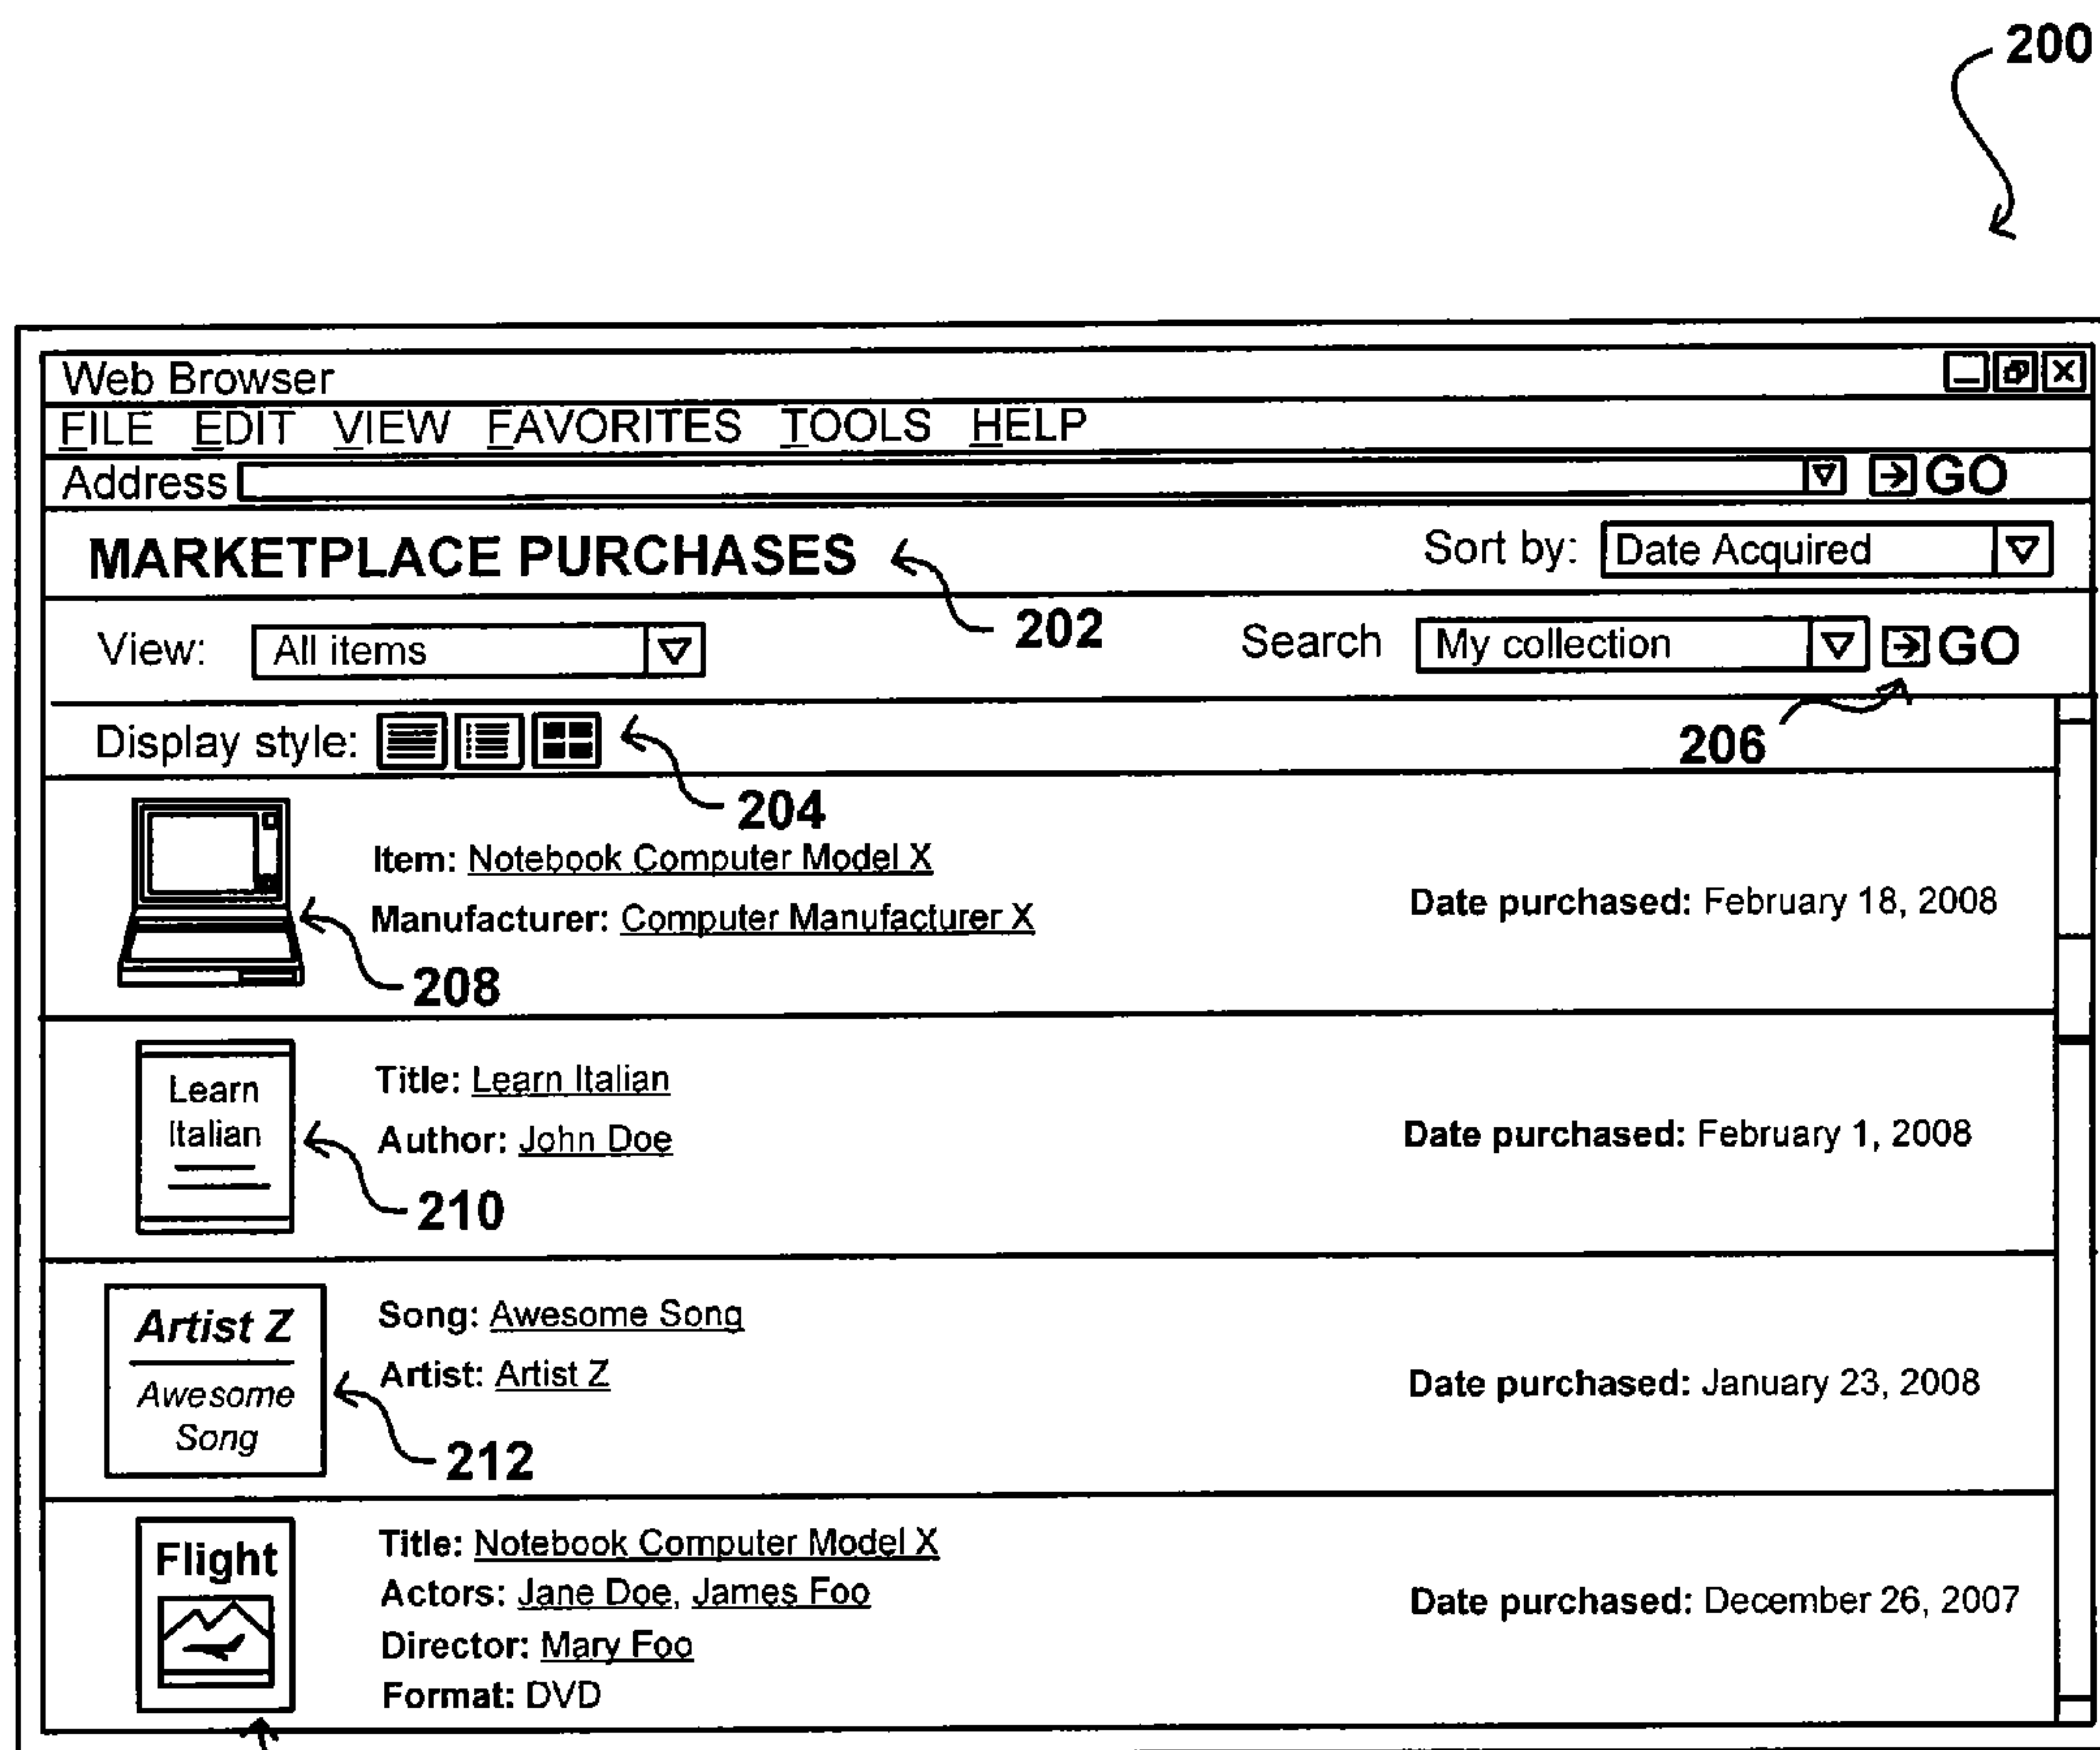 200
Web Browser
FILE EDIT VIEW FAVORITES TOOLS HELP
Address GO
MARKETPLACE PURCHASES Sort by: Date Acquired
202
View: All items Search My collection GO
Display style: 206
204
Item: Notebook Computer Model X
Manufacturer: Computer Manufacturer X
Date purchased: February 18, 2008
208
Learn
Italian
Title: Learn Italian
Author: John Doe
Date purchased: February 1, 2008
210
Artist Z
Awesome
Song
Song: Awesome Song
Artist: Artist Z
Date purchased: January 23, 2008
212
Flight
Title: Notebook Computer Model X
Actors: Jane Doe, James Foo
Director: Mary Foo
Format: DVD
Date purchased: December 26, 2007